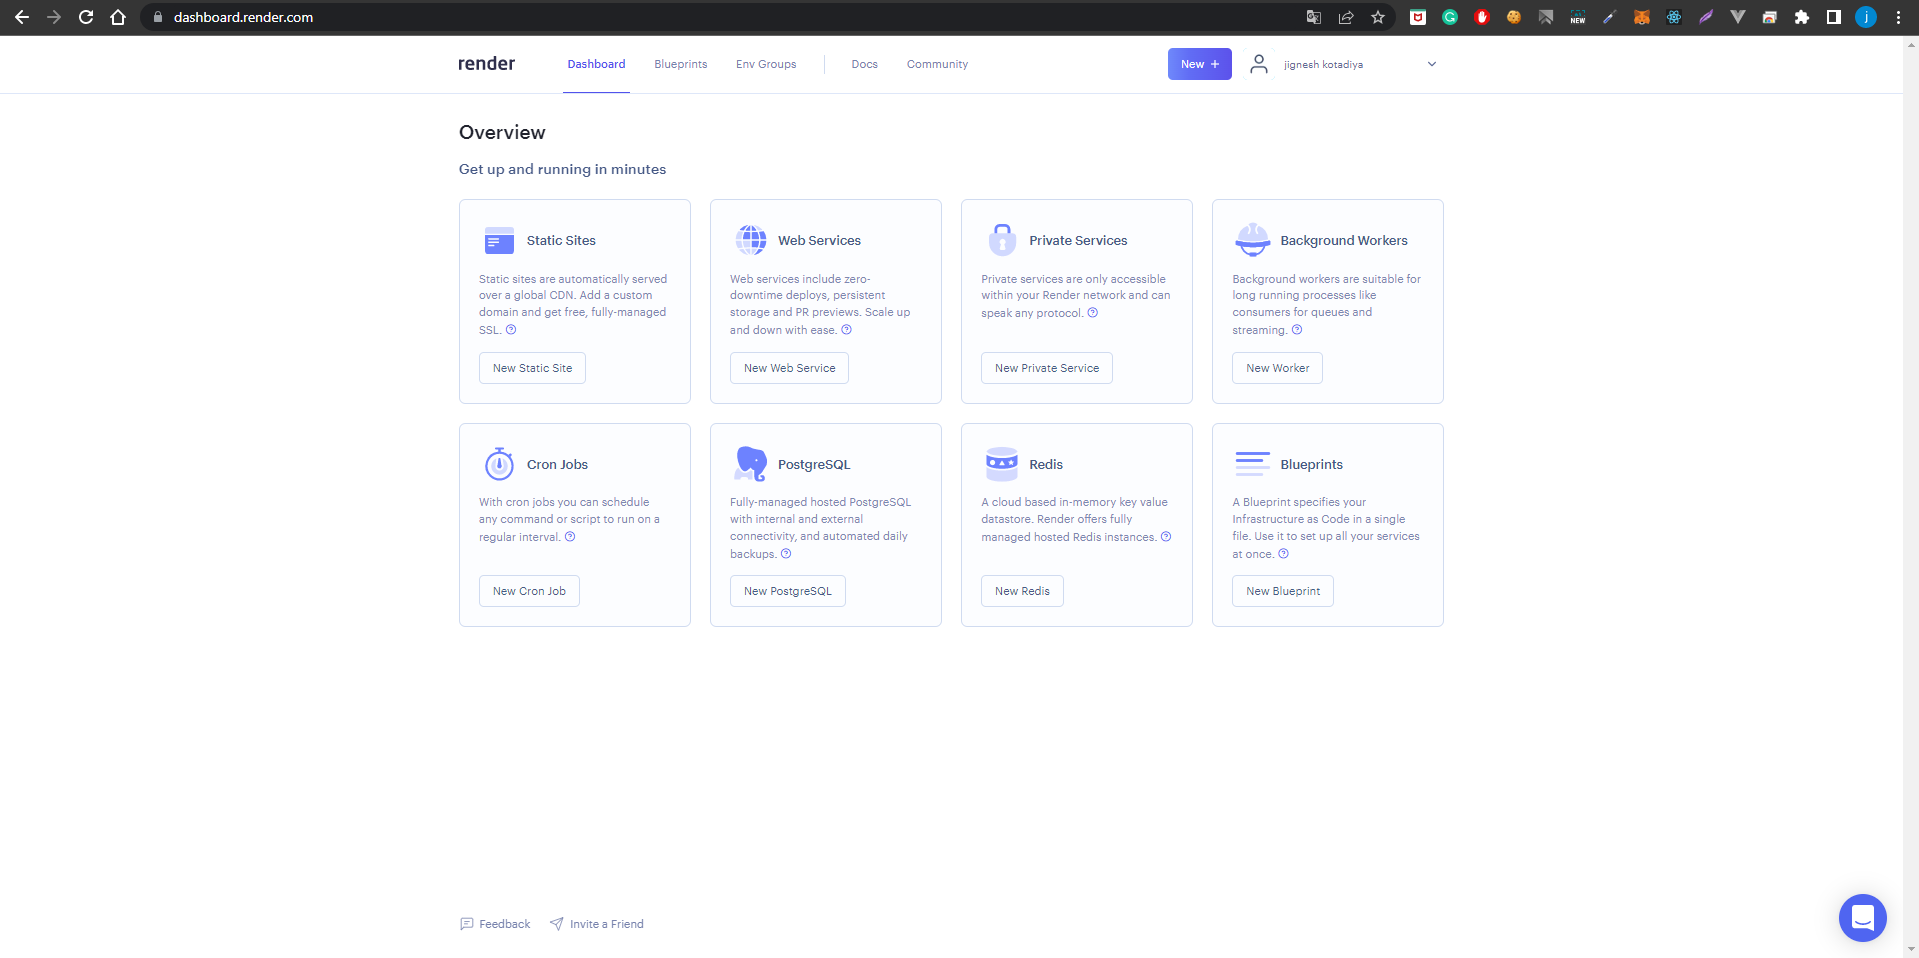 dashboard.render.com
NEW
j
render
Dashboard
Blueprints
Env Groups
Docs
Community
New +
jignesh kotadiya
Overview
Get up and running in minutes
Static Sites
Static sites are automatically served
over a global CDN. Add a custom
domain and get free, fully-managed
SSL.
New Static Site
Web Services
Web services include zero-
downtime deploys, persistent
storage and PR previews. Scale up
and down with ease.
New Web Service
Private Services
Private services are only accessible
within your Render network and can
speak any protocol.
New Private Service
Background Workers
Background workers are suitable for
long running processes like
consumers for queues and
streaming.
New Worker
Cron Jobs
With cron jobs you can schedule
any command or script to run on a
regular interval.
New Cron Job
PostgreSQL
Fully-managed hosted PostgreSQL
with internal and external
connectivity, and automated daily
backups.
New PostgreSQL
Redis
A cloud based in-memory key value
datastore. Render offers fully
managed hosted Redis instances.
New Redis
Blueprints
A Blueprint specifies your
Infrastructure as Code in a single
file. Use it to set up all your services
at once.
New Blueprint
Feedback
Invite a Friend